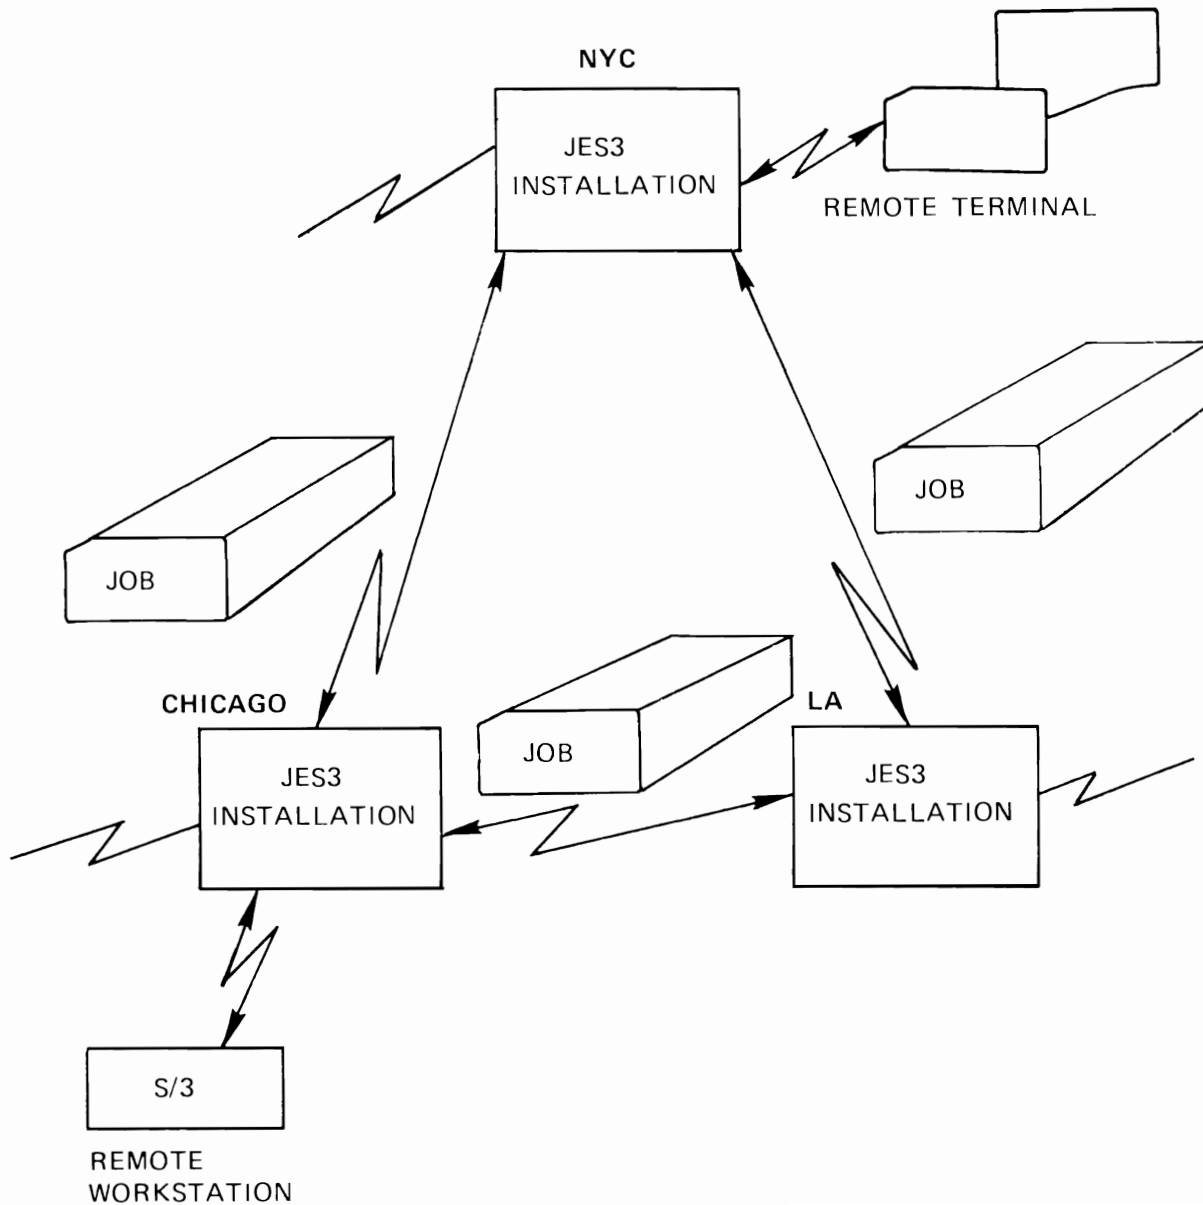 NYC
JES3
INSTALLATION
REMOTE TERMINAL
JOB
JOB
CHICAGO
JOB
LA
JES3
INSTALLATION
JES3
INSTALLATION
S/3
REMOTE
WORKSTATION